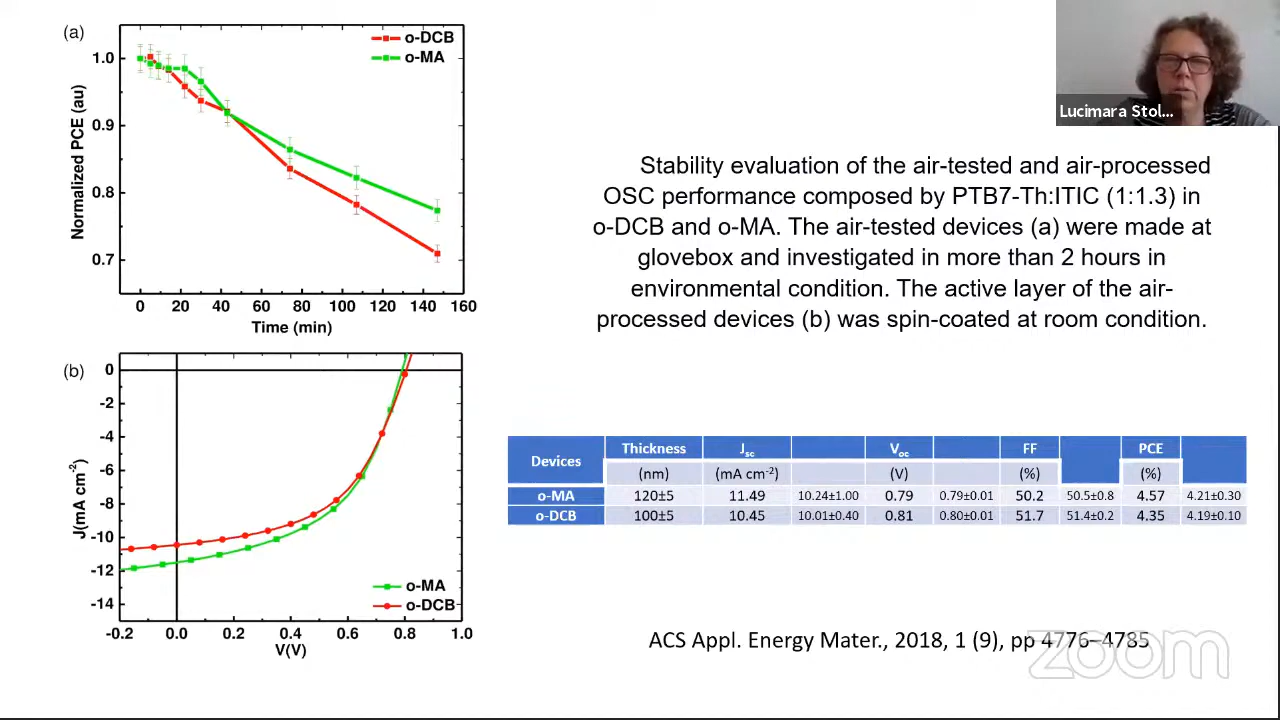 (a)
o-DCB
o-MA
1.0
0.9
0.8
0.7
Normalized PCE (au)
0 20 40 60 80 100 120 140 160
Time (min)
Lucimara Stol...
Stability evaluation of the air-tested and air-processed
OSC performance composed by PTB7-Th:ITIC (1:1.3) in
o-DCB and o-MA. The air-tested devices (a) were made at
glovebox and investigated in more than 2 hours in
environmental condition. The active layer of the air-
processed devices (b) was spin-coated at room condition.
(b)
0
-2
-4
-6
-8
-10
-12
-14
J(mA cm-2)
o-MA
o-DCB
-0.2 0.0 0.2 0.4 0.6 0.8 1.0
V(V)
Devices Thickness Jsc Voc FF PCE
(nm) (mA cm-2) (V) (%) (%)
o-MA 120±5 11.49 10.24±1.00 0.79 0.79±0.01 50.2 50.5±0.8 4.57 4.21±0.30
o-DCB 100±5 10.45 10.01±0.40 0.81 0.80±0.01 51.7 51.4±0.2 4.35 4.19±0.10
ACS Appl. Energy Mater., 2018, 1 (9), pp 4776–4785
zoom